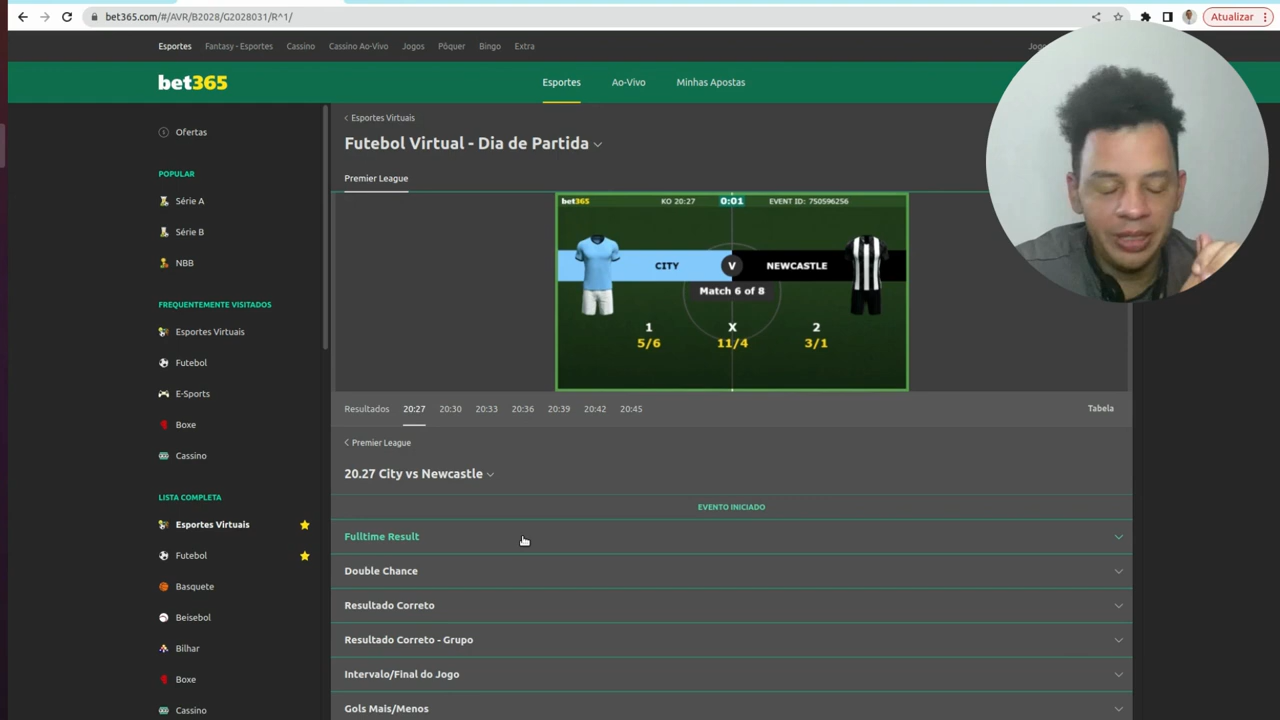 bet365.com/#/AVR/B2028/G2028031/R^1/
Atualizar
Esportes Fantasy - Esportes Cassino Cassino Ao-Vivo Jogos Pôquer Bingo Extra
bet365
Esportes Ao-Vivo Minhas Apostas
Ofertas
POPULAR
Série A
Série B
NBB
FREQUENTEMENTE VISITADOS
Esportes Virtuais
Futebol
E-Sports
Boxe
Cassino
LISTA COMPLETA
Esportes Virtuais
Futebol
Basquete
Beisebol
Bilhar
Boxe
Cassino
Esportes Virtuais
Futebol Virtual - Dia de Partida
Premier League
bet365 KO 20:27 0:01 EVENT ID: 750596256
CITY V NEWCASTLE
Match 6 of 8
1 X 2
5/6 11/4 3/1
Resultados 20:27 20:30 20:33 20:36 20:39 20:42 20:45 Tabela
Premier League
20.27 City vs Newcastle
EVENTO INICIADO
Fulltime Result
Double Chance
Resultado Correto
Resultado Correto - Grupo
Intervalo/Final do Jogo
Gols Mais/Menos